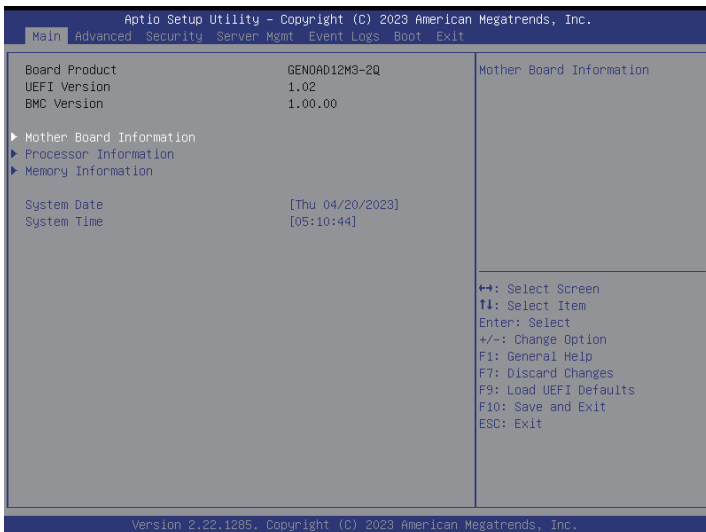 Aptio Setup Utility – Copyright (C) 2023 American Megatrends, Inc.
Main Advanced Security Server Mgmt Event Logs Boot Exit
Board Product GENOAD12M3-2Q
UEFI Version 1.02
BMC Version 1.00.00
Mother Board Information
Processor Information
Memory Information
System Date [Thu 04/20/2023]
System Time [05:10:44]
Mother Board Information
↔: Select Screen
↑↓: Select Item
Enter: Select
+/-: Change Option
F1: General Help
F7: Discard Changes
F9: Load UEFI Defaults
F10: Save and Exit
ESC: Exit
Version 2.22.1285. Copyright (C) 2023 American Megatrends, Inc.